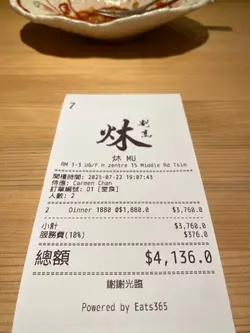 7
割烹
炑
炑 MU
RM 1-3 UG/F H zentre 15 Middle Rd Tsim
開檯時間: 2025-07-22 19:07:43
侍應: Carmen Chan
訂單編號: 01 [堂食]
人數: 2
2 Dinner 1880 @$1,880.0 $3,760.0
小計 $3,760.0
服務費(10%) $376.0
總額 $4,136.0
謝謝光臨
Powered by Eats365